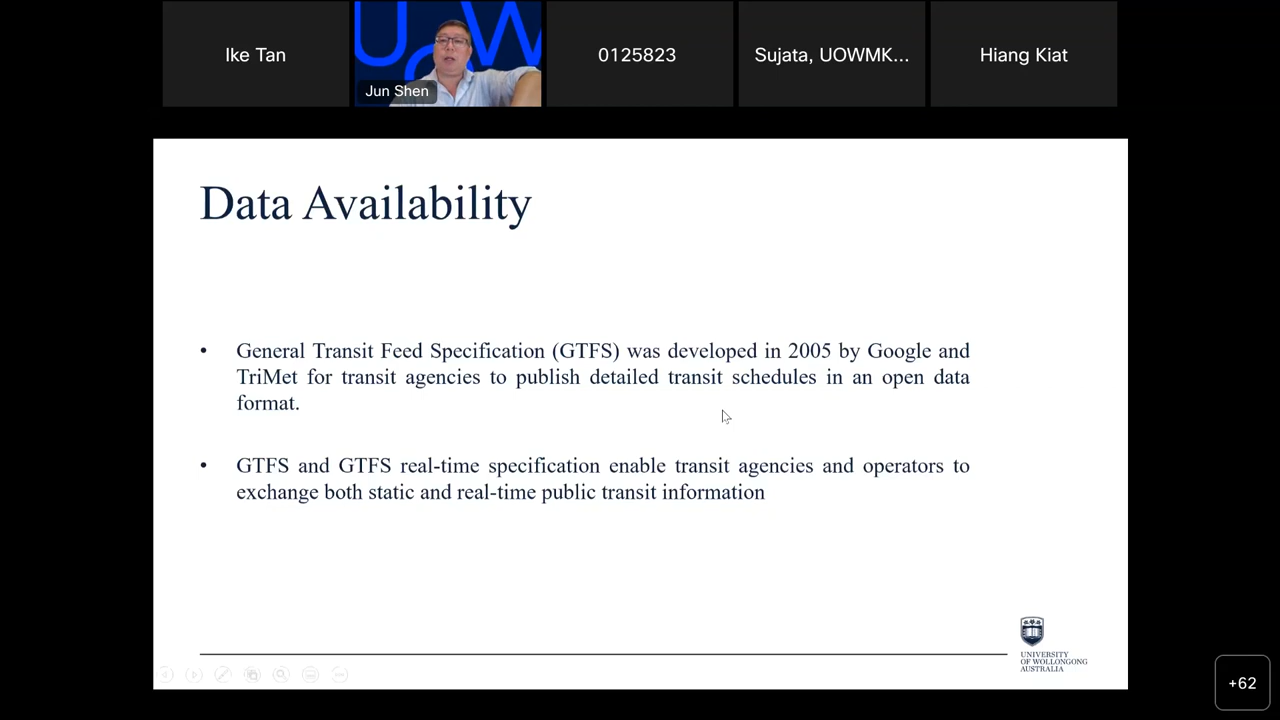 Ike Tan
UOW
Jun Shen
0125823
Sujata, UOWMK...
Hiang Kiat
Data Availability
• General Transit Feed Specification (GTFS) was developed in 2005 by Google and
TriMet for transit agencies to publish detailed transit schedules in an open data
format.
• GTFS and GTFS real-time specification enable transit agencies and operators to
exchange both static and real-time public transit information
UNIVERSITY
OF WOLLONGONG
AUSTRALIA
+62